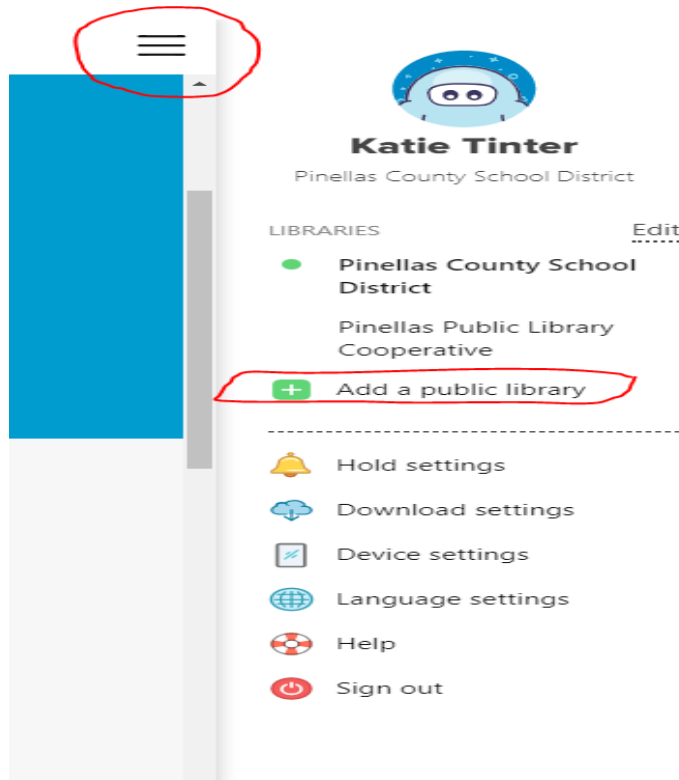 Katie Tinter
Pinellas County School District
LIBRARIES Edit
Pinellas County School
District
Pinellas Public Library
Cooperative
Add a public library
Hold settings
Download settings
Device settings
Language settings
Help
Sign out